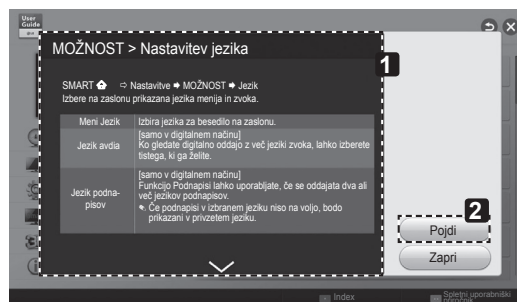 User
Guide
MOŽNOST > Nastavitev jezika
1
SMART ⇨ Nastavitve ➡ MOŽNOST ➡ Jezik
Izbere na zaslonu prikazana jezika menija in zvoka.
Meni Jezik Izbira jezika za besedilo na zaslonu.
Jezik avdia [samo v digitalnem načinu]
Ko gledate digitalno oddajo z več jeziki zvoka, lahko izberete
tistega, ki ga želite.
Jezik podna-
pisov [samo v digitalnem načinu]
Funkcijo Podnapisi lahko uporabljate, če se oddajata dva ali
več jezikov podnapisov.
Če podnapisi v izbranem jeziku niso na voljo, bodo
prikazani v privzetem jeziku.
2
Pojdi
Zapri
Index
Spletni uporabniški
priročnik